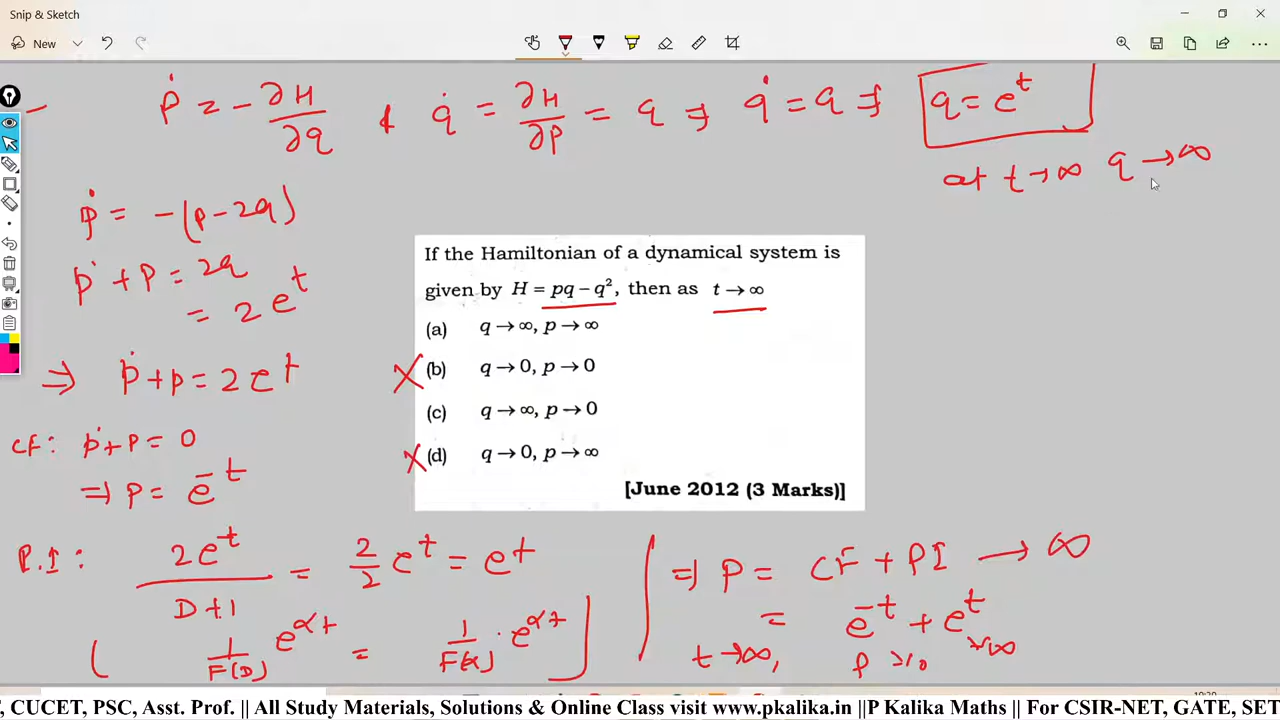 Snip & Sketch
New
ṗ = - ∂H/∂q & q̇ = ∂H/∂p = q ⇒ q̇ = q ⇒ q = e^t
at t→∞ q→∞
ṗ = -(p-2q)
ṗ + p = 2q
= 2e^t
⇒ ṗ+p = 2e^t
CF: ṗ+p = 0
⇒ p = e^-t
If the Hamiltonian of a dynamical system is
given by H = pq – q², then as t → ∞
(a) q → ∞, p → ∞
(b) q → 0, p → 0
(c) q → ∞, p → 0
(d) q → 0, p → ∞
[June 2012 (3 Marks)]
P.I: 2e^t/D+1 = 2/2 e^t = e^t
( 1/F(D) e^αt = 1/F(α) · e^αt ]
⇒ p = CF + PI → ∞
= e^-t + e^t
t→∞,
, CUCET, PSC, Asst. Prof. || All Study Materials, Solutions & Online Class visit www.pkalika.in ||P Kalika Maths || For CSIR-NET, GATE, SET